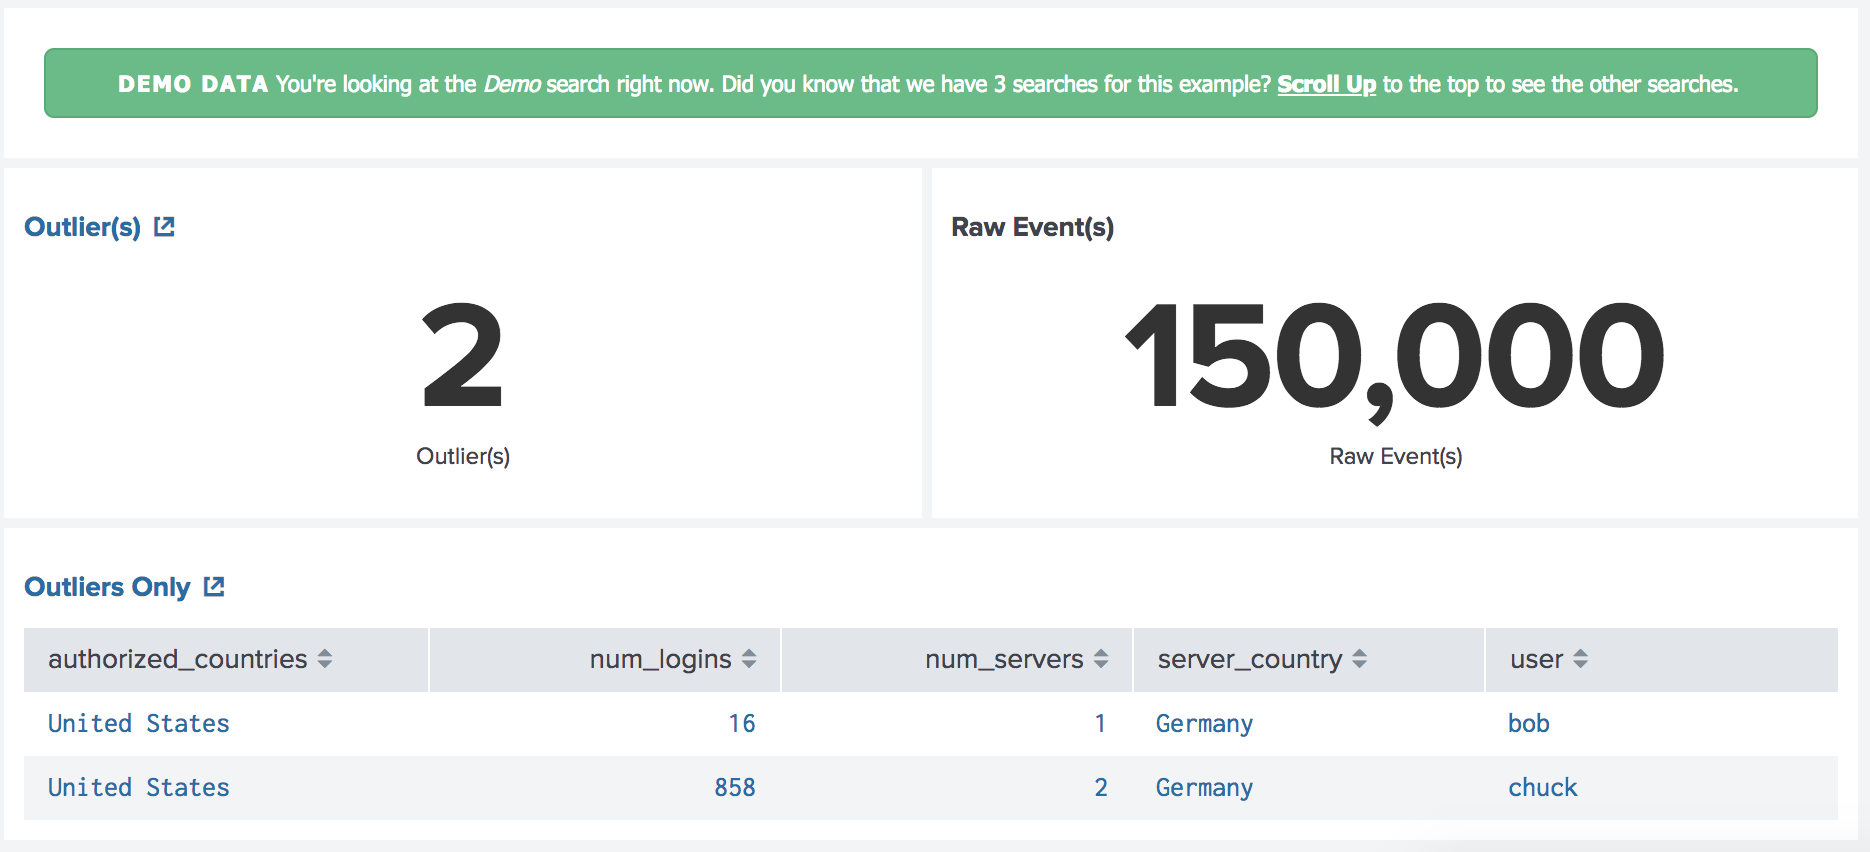 DEMO DATA You're looking at the Demo search right now. Did you know that we have 3 searches for this example? Scroll Up to the top to see the other searches.
Outlier(s)
2
Outlier(s)
Raw Event(s)
150,000
Raw Event(s)
Outliers Only
authorized_countries num_logins num_servers server_country user
United States 16 1 Germany bob
United States 858 2 Germany chuck